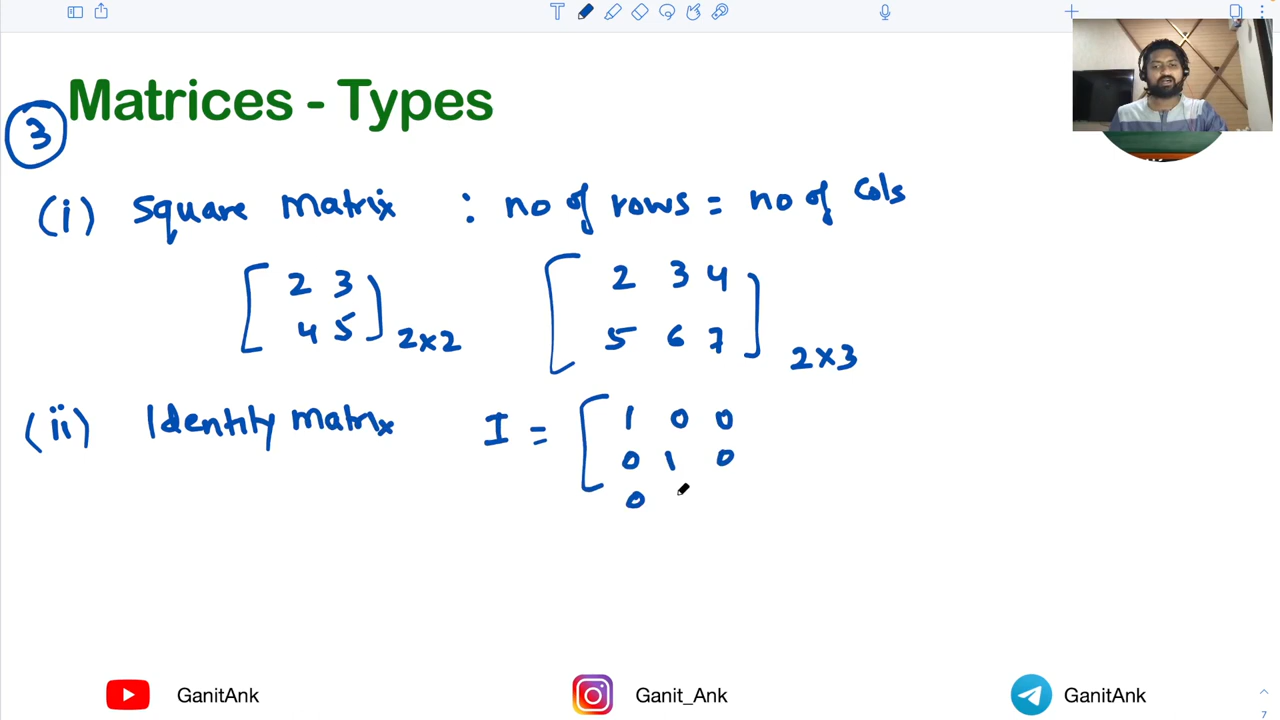 Matrices - Types
3
(i) Square matrix : no of rows = no of cols
2 3 2 3 4
4 5 2x2 5 6 7 2x3
(ii) Identity matrix I = 1 0 0
0 1 0
0
GanitAnk Ganit_Ank GanitAnk
7